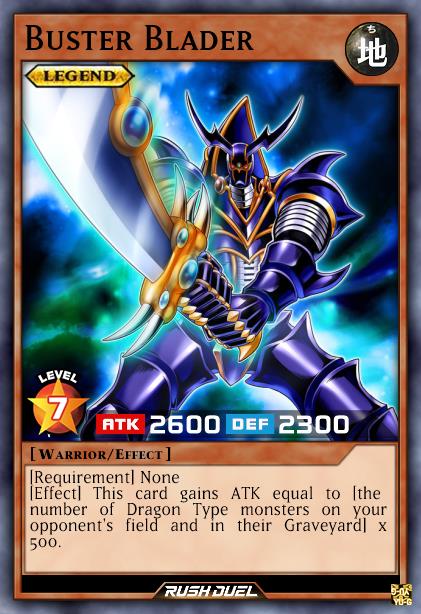 Buster Blader
ち
地
LEGEND
LEVEL
7
ATK 2600 DEF 2300
[Warrior/Effect]
[Requirement] None
[Effect] This card gains ATK equal to [the
number of Dragon Type monsters on your
opponent's field and in their Graveyard] x
500.
RUSH DUEL